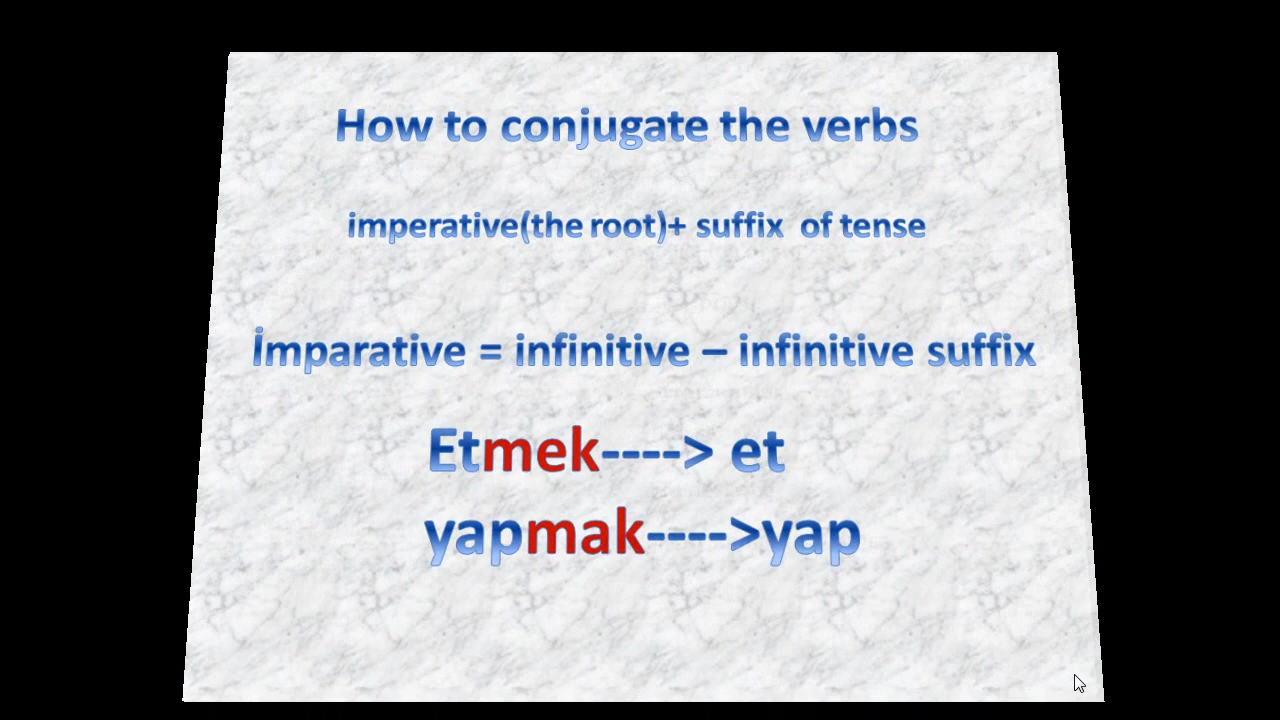 How to conjugate the verbs
imperative(the root)+ suffix of tense
İmparative = infinitive – infinitive suffix
Etmek----> et
yapmak---->yap